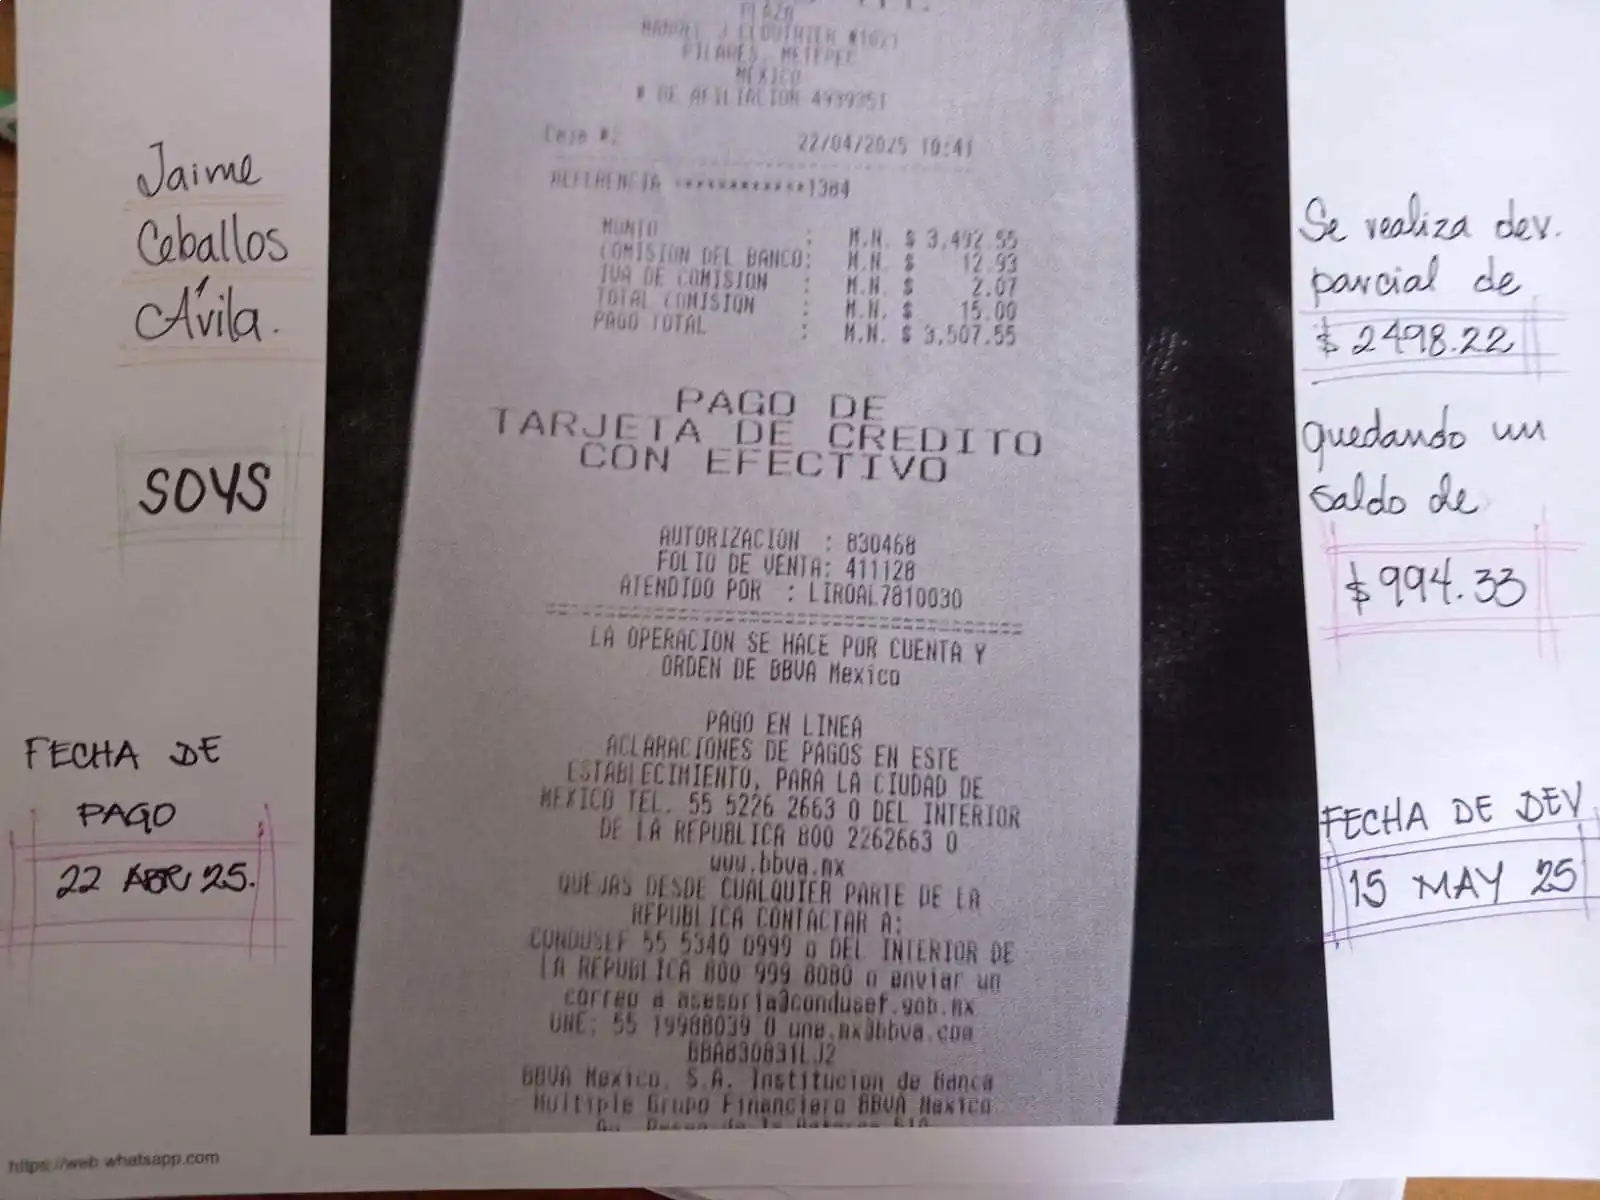 PLAZA
MANUEL J CLOUTHIER #1071
PILARES, METEPEC
MEXICO
# DE AFILIACION 4939351
Caja #2 22/04/2025 10:41
REFERENCIA ************1384
MONTO : M.N. $ 3,492.55
COMISION DEL BANCO: M.N. $ 12.93
IVA DE COMISION : M.N. $ 2.07
TOTAL COMISION : M.N. $ 15.00
PAGO TOTAL : M.N. $ 3,507.55
PAGO DE
TARJETA DE CREDITO
CON EFECTIVO
AUTORIZACION : 830468
FOLIO DE VENTA: 411128
ATENDIDO POR : LIROAL7810030
LA OPERACION SE HACE POR CUENTA Y
ORDEN DE BBVA Mexico
PAGO EN LINEA
ACLARACIONES DE PAGOS EN ESTE
ESTABLECIMIENTO, PARA LA CIUDAD DE
MEXICO TEL. 55 5226 2663 O DEL INTERIOR
DE LA REPUBLICA 800 2262663 O
www.bbva.mx
QUEJAS DESDE CUALQUIER PARTE DE LA
REPUBLICA CONTACTAR A:
CONDUSEF 55 5340 0999 o DEL INTERIOR DE
LA REPUBLICA 800 999 8080 o enviar un
correo a asesoria@condusef.gob.mx
UNE: 55 19988039 O une.mx@bbva.com
BBA830831LJ2
BBVA Mexico, S.A. Institucion de Banca
Multiple Grupo Financiero BBVA Mexico
Av. Paseo de la Reforma 510
Jaime
Ceballos
Ávila.
SOYS
FECHA DE
PAGO
22 ABR 25.
Se realiza dev.
parcial de
$ 2498.22
quedando un
saldo de
$ 994.33
FECHA DE DEV
15 MAY 25
https://web.whatsapp.com